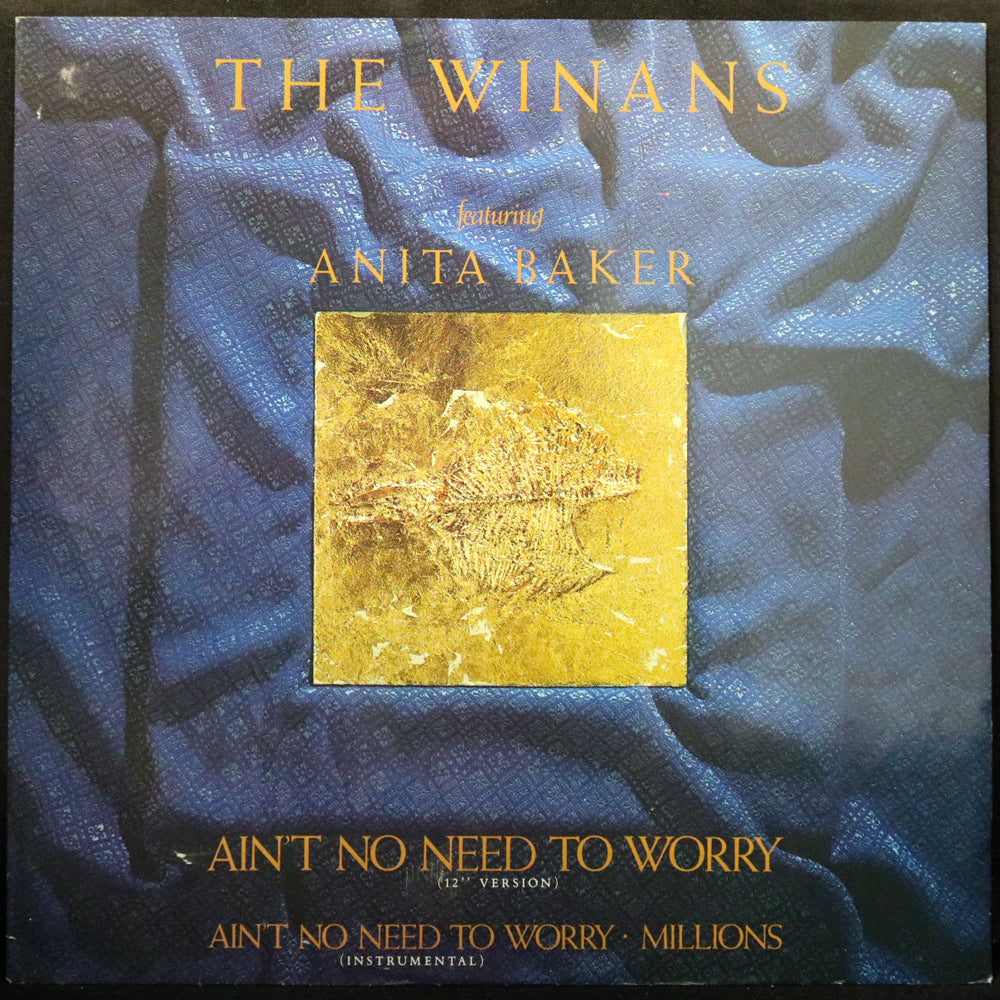 THE WINANS
featuring
ANITA BAKER
AIN'T NO NEED TO WORRY
(12'' VERSION)
AIN'T NO NEED TO WORRY · MILLIONS
(INSTRUMENTAL)